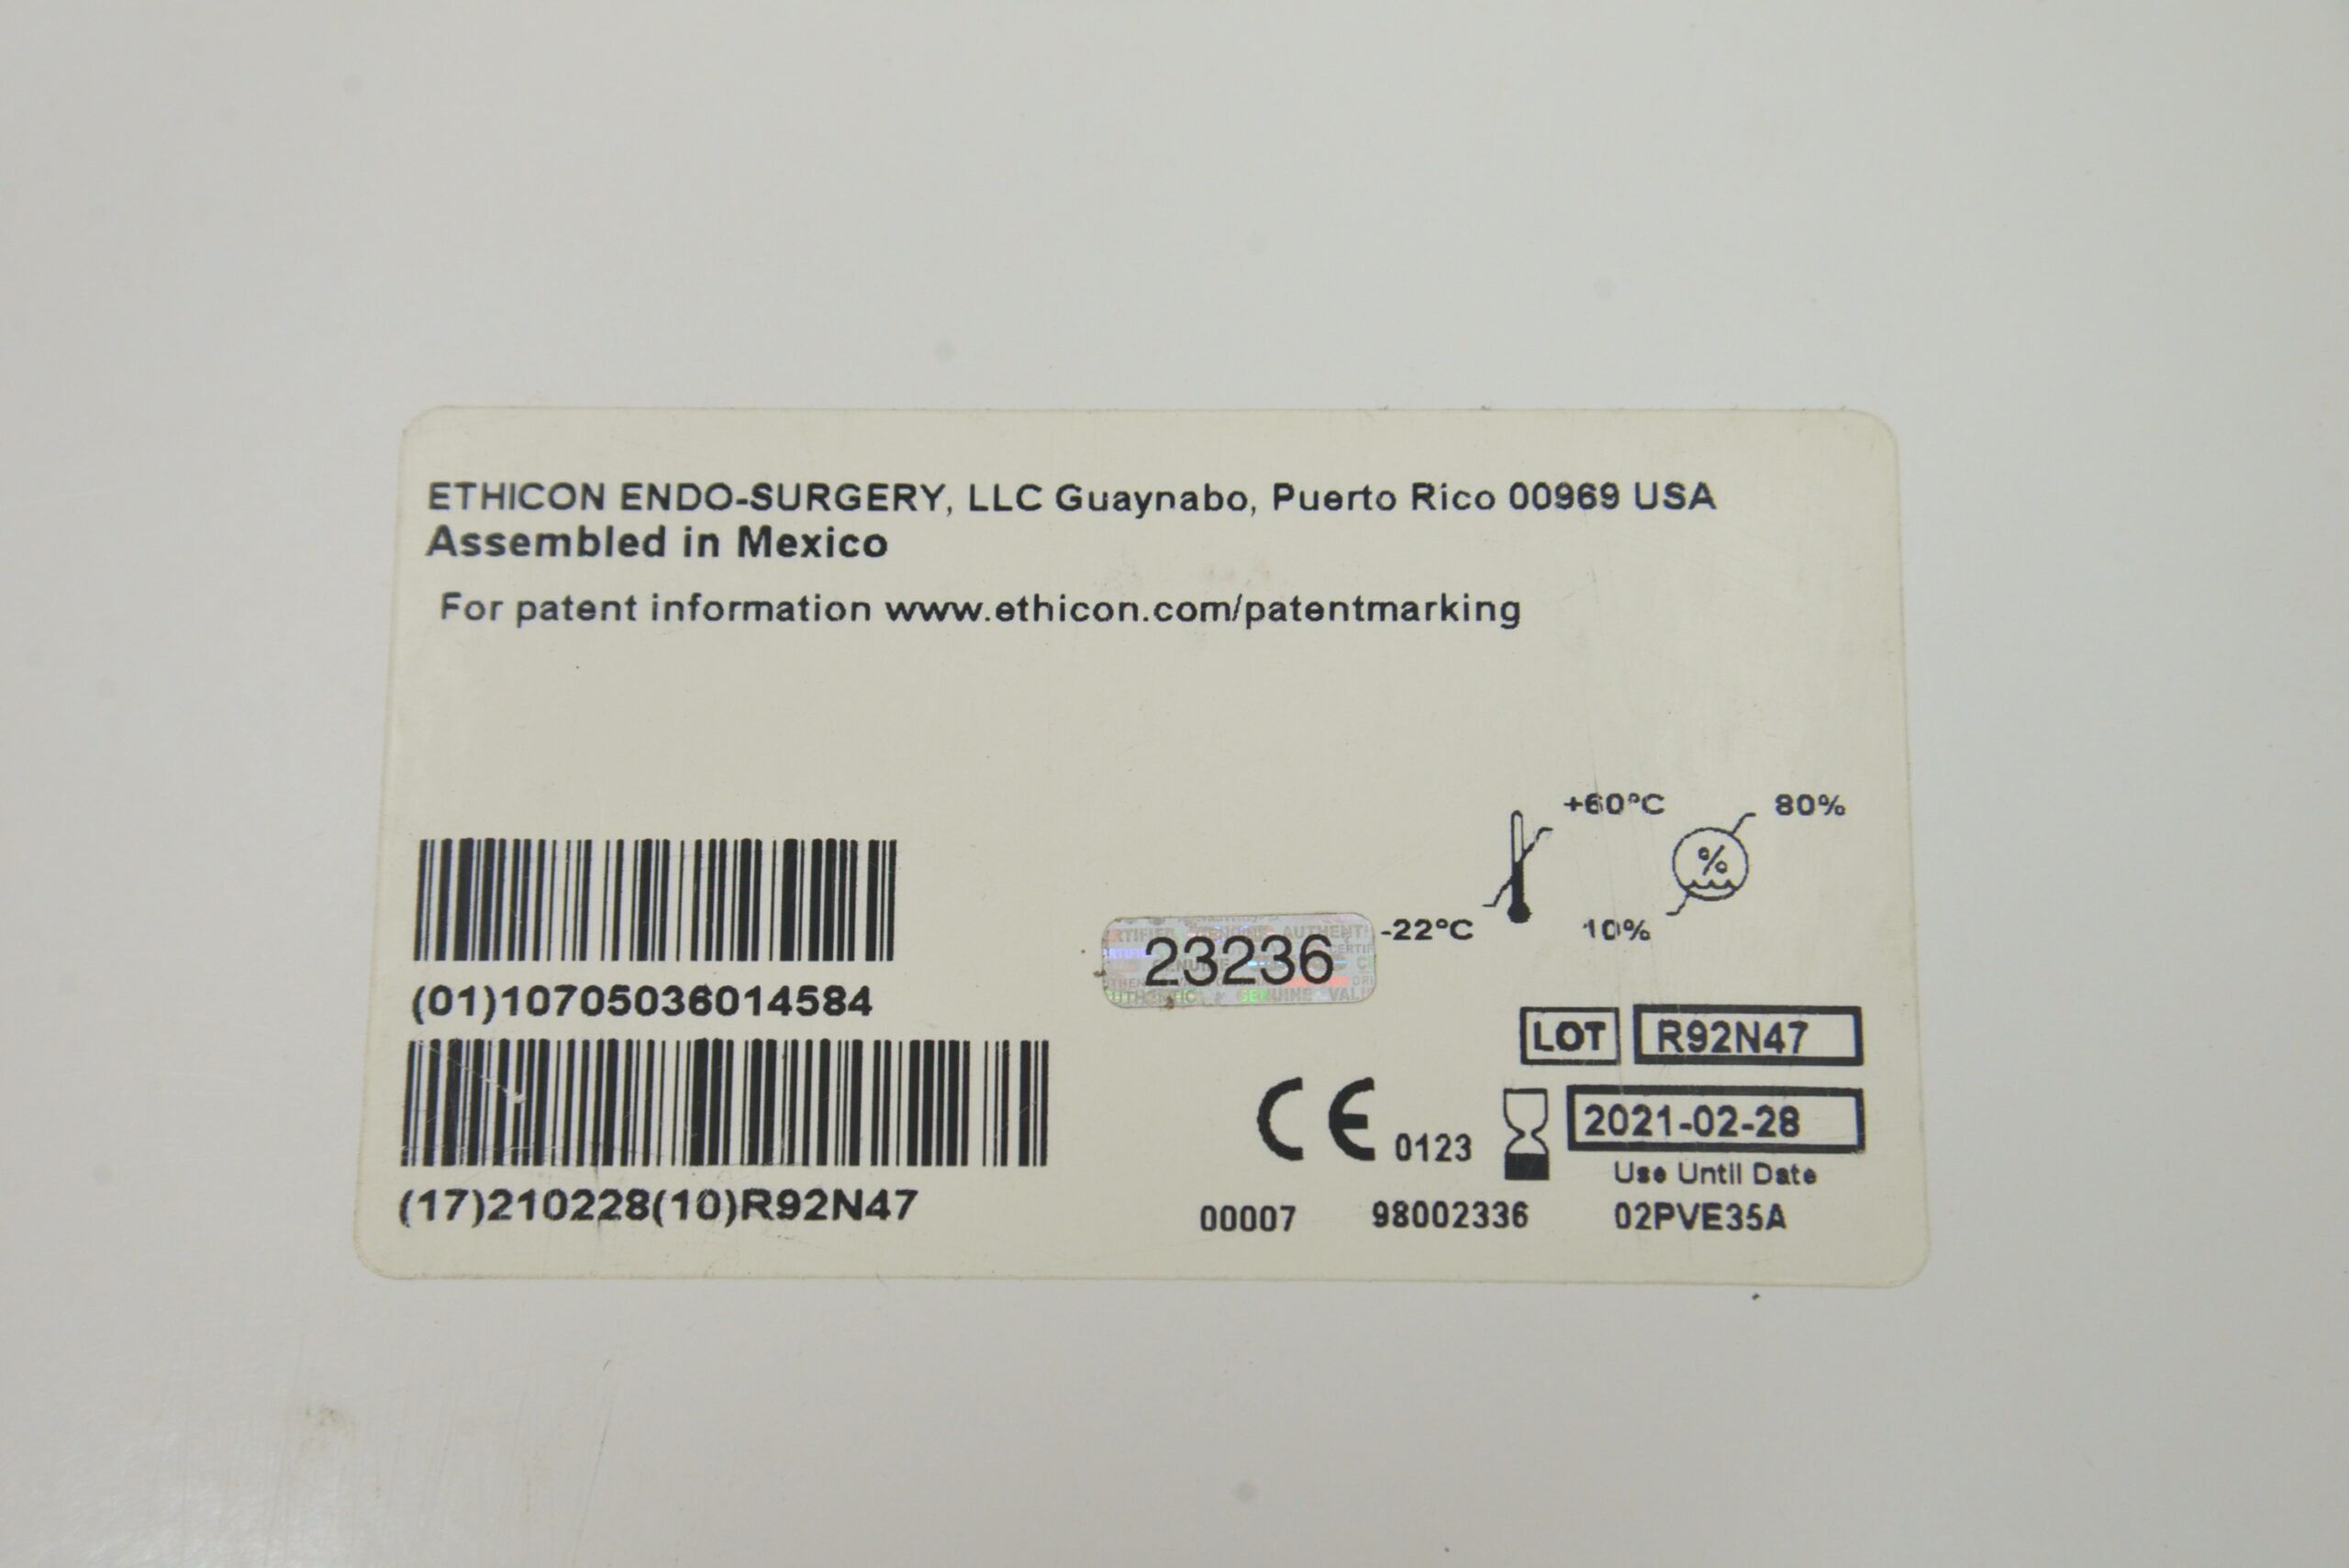 ETHICON ENDO-SURGERY, LLC Guaynabo, Puerto Rico 00969 USA
Assembled in Mexico
For patent information www.ethicon.com/patentmarking
+60°C
80%
%
-22°C
10%
23236
(01)10705036014584
LOT R92N47
CE 0123
2021-02-28
Use Until Date
(17)210228(10)R92N47
00007 98002336 02PVE35A